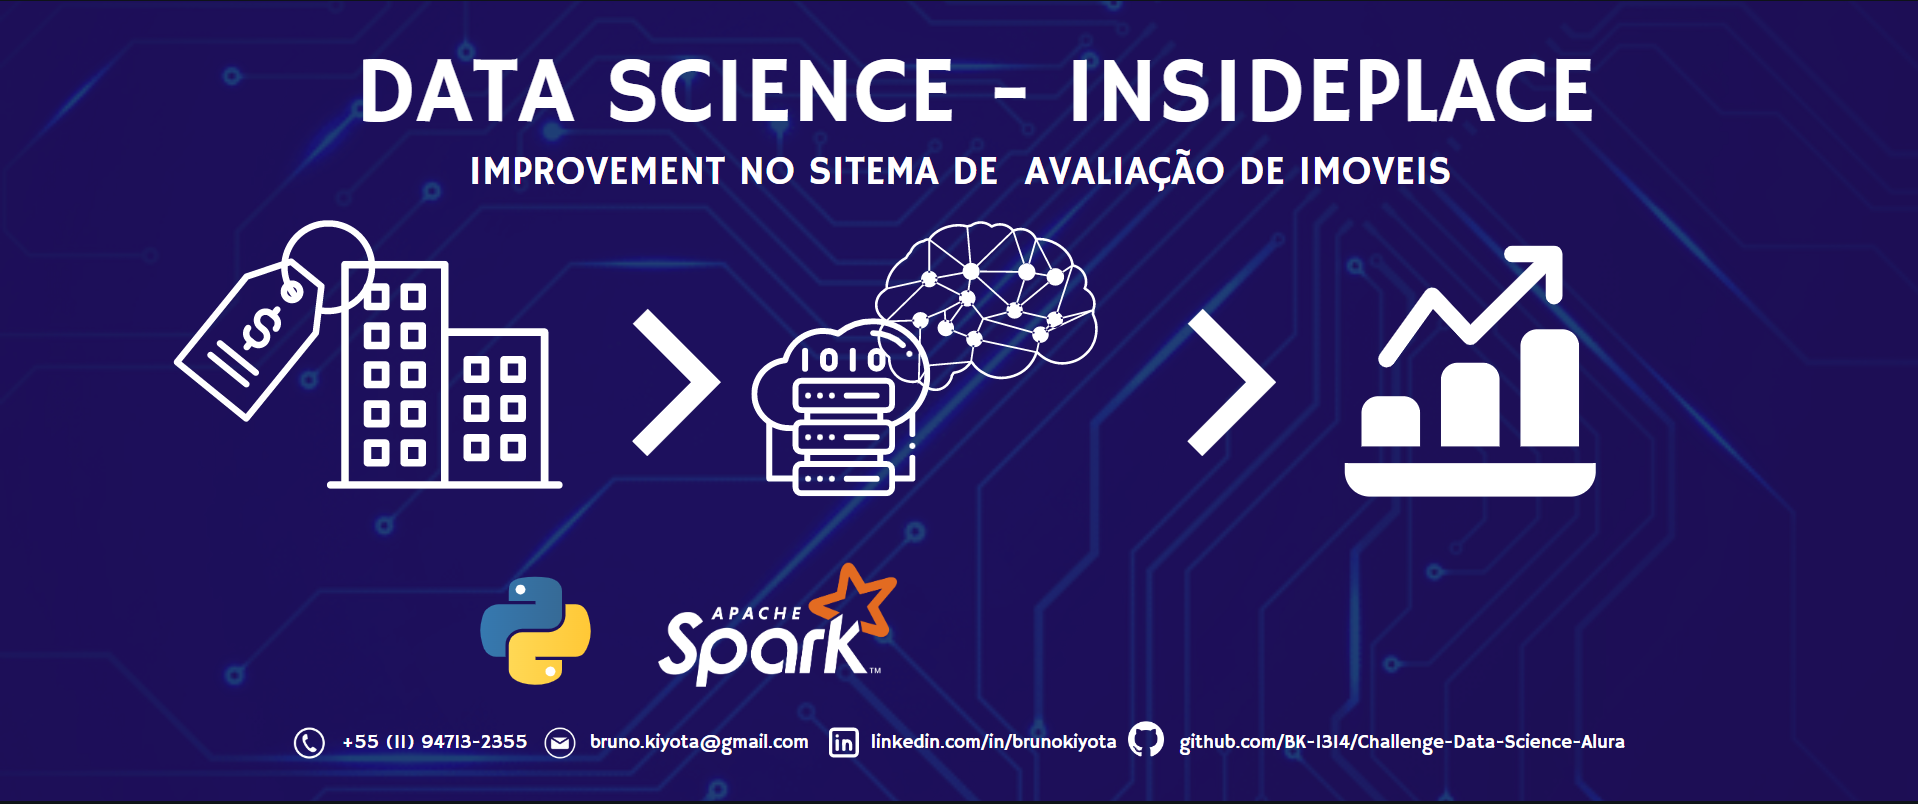 DATA SCIENCE - INSIDEPLACE
IMPROVEMENT NO SITEMA DE AVALIAÇÃO DE IMOVEIS
$
1010
APACHE
Spark™
+55 (11) 94713-2355
bruno.kiyota@gmail.com
in
linkedin.com/in/brunokiyota
github.com/BK-1314/Challenge-Data-Science-Alura